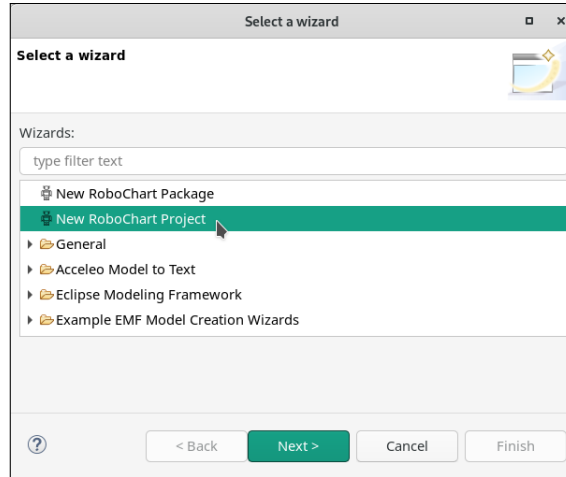 Select a wizard
Select a wizard
Wizards:
type filter text
New RoboChart Package
New RoboChart Project
General
Acceleo Model to Text
Eclipse Modeling Framework
Example EMF Model Creation Wizards
? < Back Next > Cancel Finish